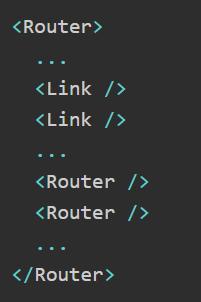 <Router>
  ...
  <Link />
  <Link />
  ...
  <Router />
  <Router />
  ...
</Router>